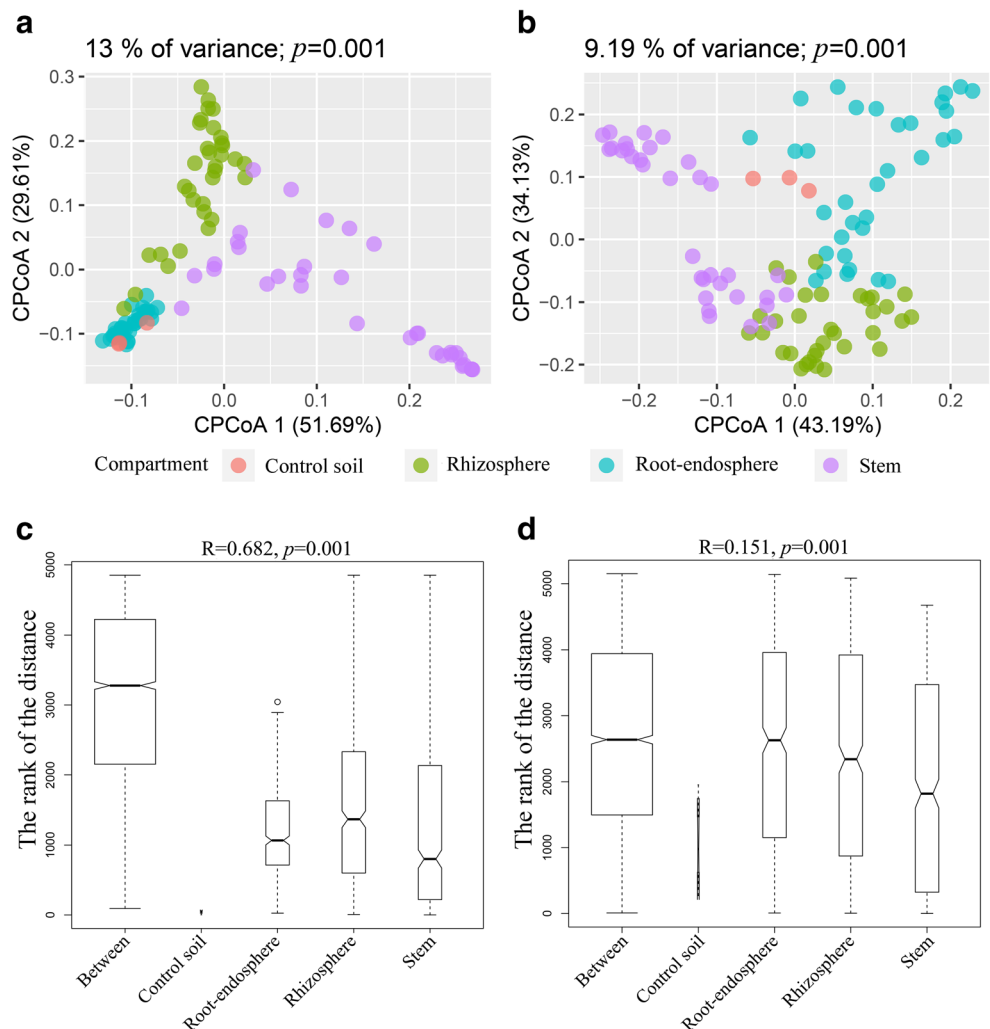 a
13 % of variance; p=0.001
0.3
0.2
0.1
0.0
−0.1
CPCoA 2 (29.61%)
−0.1
0.0
0.1
0.2
CPCoA 1 (51.69%)
b
9.19 % of variance; p=0.001
0.2
0.1
0.0
−0.1
−0.2
CPCoA 2 (34.13%)
−0.2
−0.1
0.0
0.1
0.2
CPCoA 1 (43.19%)
Compartment
Control soil
Rhizosphere
Root-endosphere
Stem
c
R=0.682, p=0.001
The rank of the distance
5000
4000
3000
2000
1000
0
Between
Control soil
Root-endosphere
Rhizosphere
Stem
d
R=0.151, p=0.001
The rank of the distance
5000
4000
3000
2000
1000
0
Between
Control soil
Root-endosphere
Rhizosphere
Stem